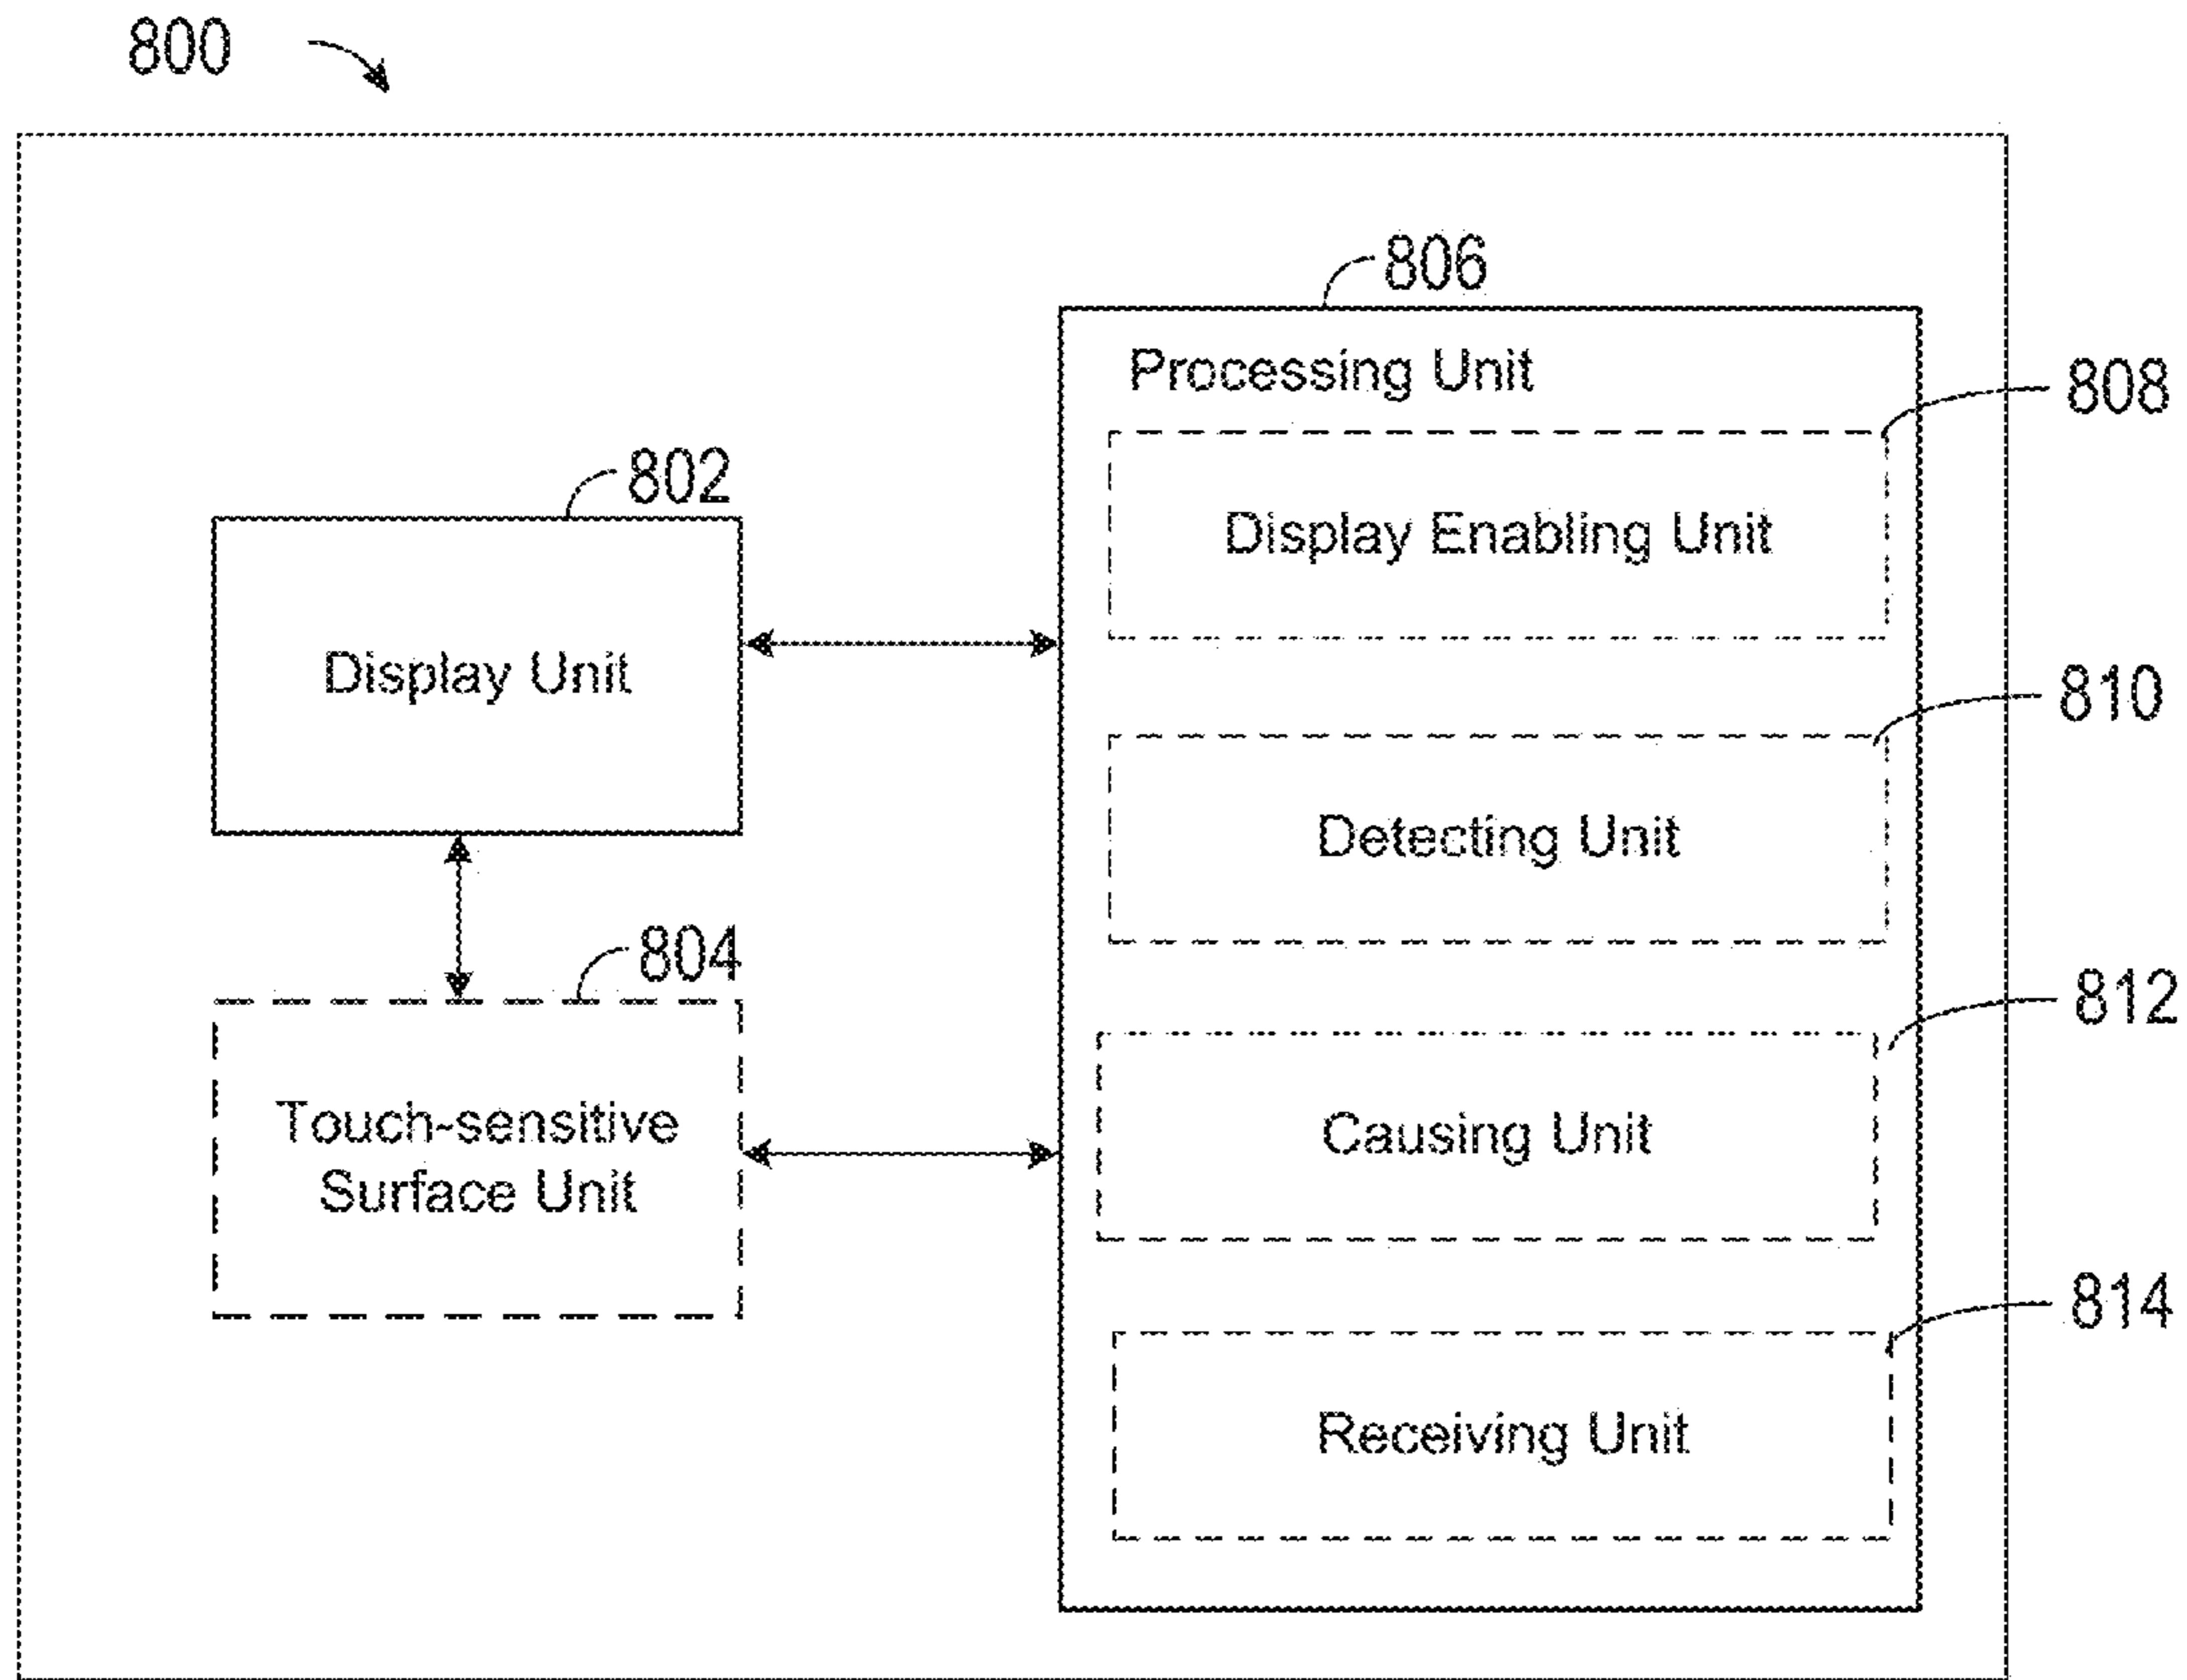 800
806
Processing Unit
808
Display Enabling Unit
802
Display Unit
810
Detecting Unit
804
Touch-sensitive
Surface Unit
812
Causing Unit
814
Receiving Unit